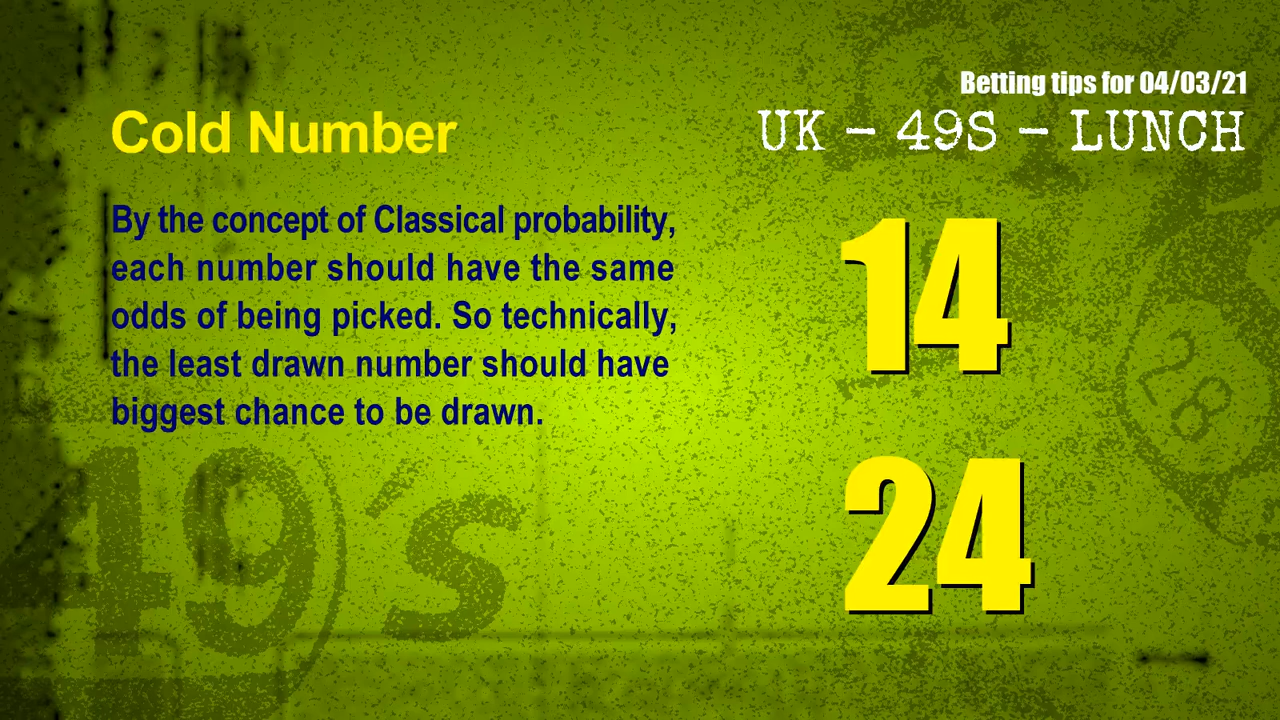 Betting tips for 04/03/21
UK - 49S - LUNCH
Cold Number
By the concept of Classical probability,
each number should have the same
odds of being picked. So technically,
the least drawn number should have
biggest chance to be drawn.
14
24
28
49's